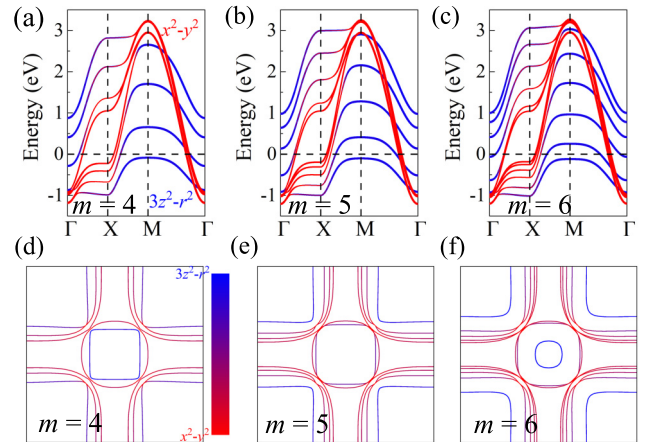 (a)
(b)
(c)
x²-y²
3z²-r²
m = 4
m = 5
m = 6
Energy (eV)
3
2
1
0
-1
Γ X M Γ
Energy (eV)
3
2
1
0
-1
Γ X M Γ
Energy (eV)
3
2
1
0
-1
Γ X M Γ
(d)
(e)
(f)
3z²-r²
x²-y²
m = 4
m = 5
m = 6